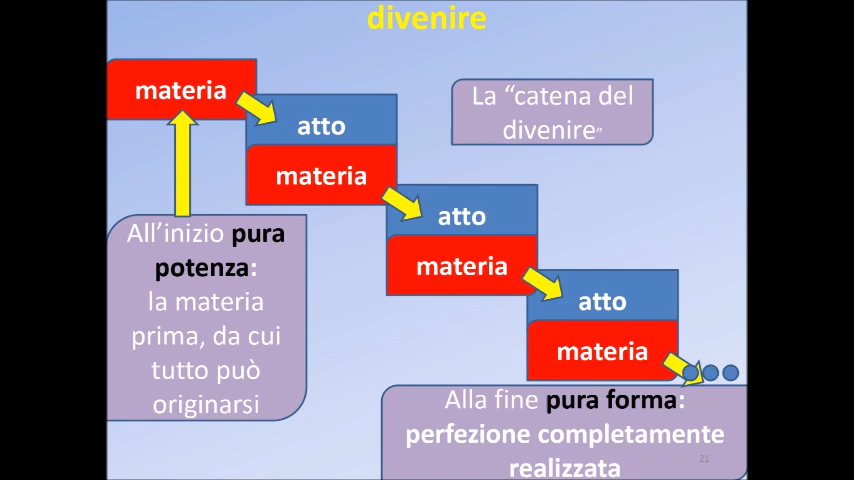 divenire
materia
La “catena del
divenire”
atto
materia
atto
materia
All’inizio pura
potenza:
la materia
prima, da cui
tutto può
originarsi
atto
materia
Alla fine pura forma:
perfezione completamente
realizzata
21